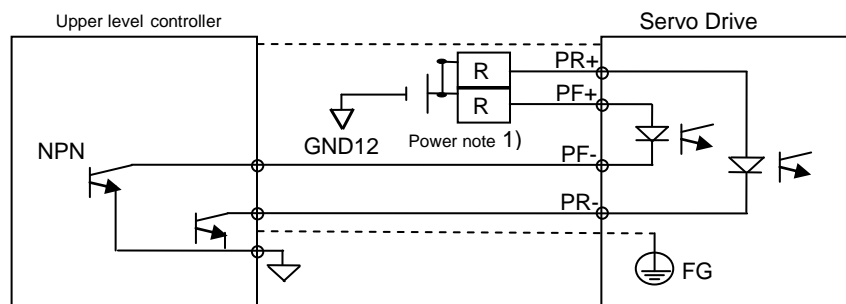 Upper level controller
Servo Drive
R
PR+
R
PF+
GND12
Power note 1)
NPN
PF-
PR-
FG